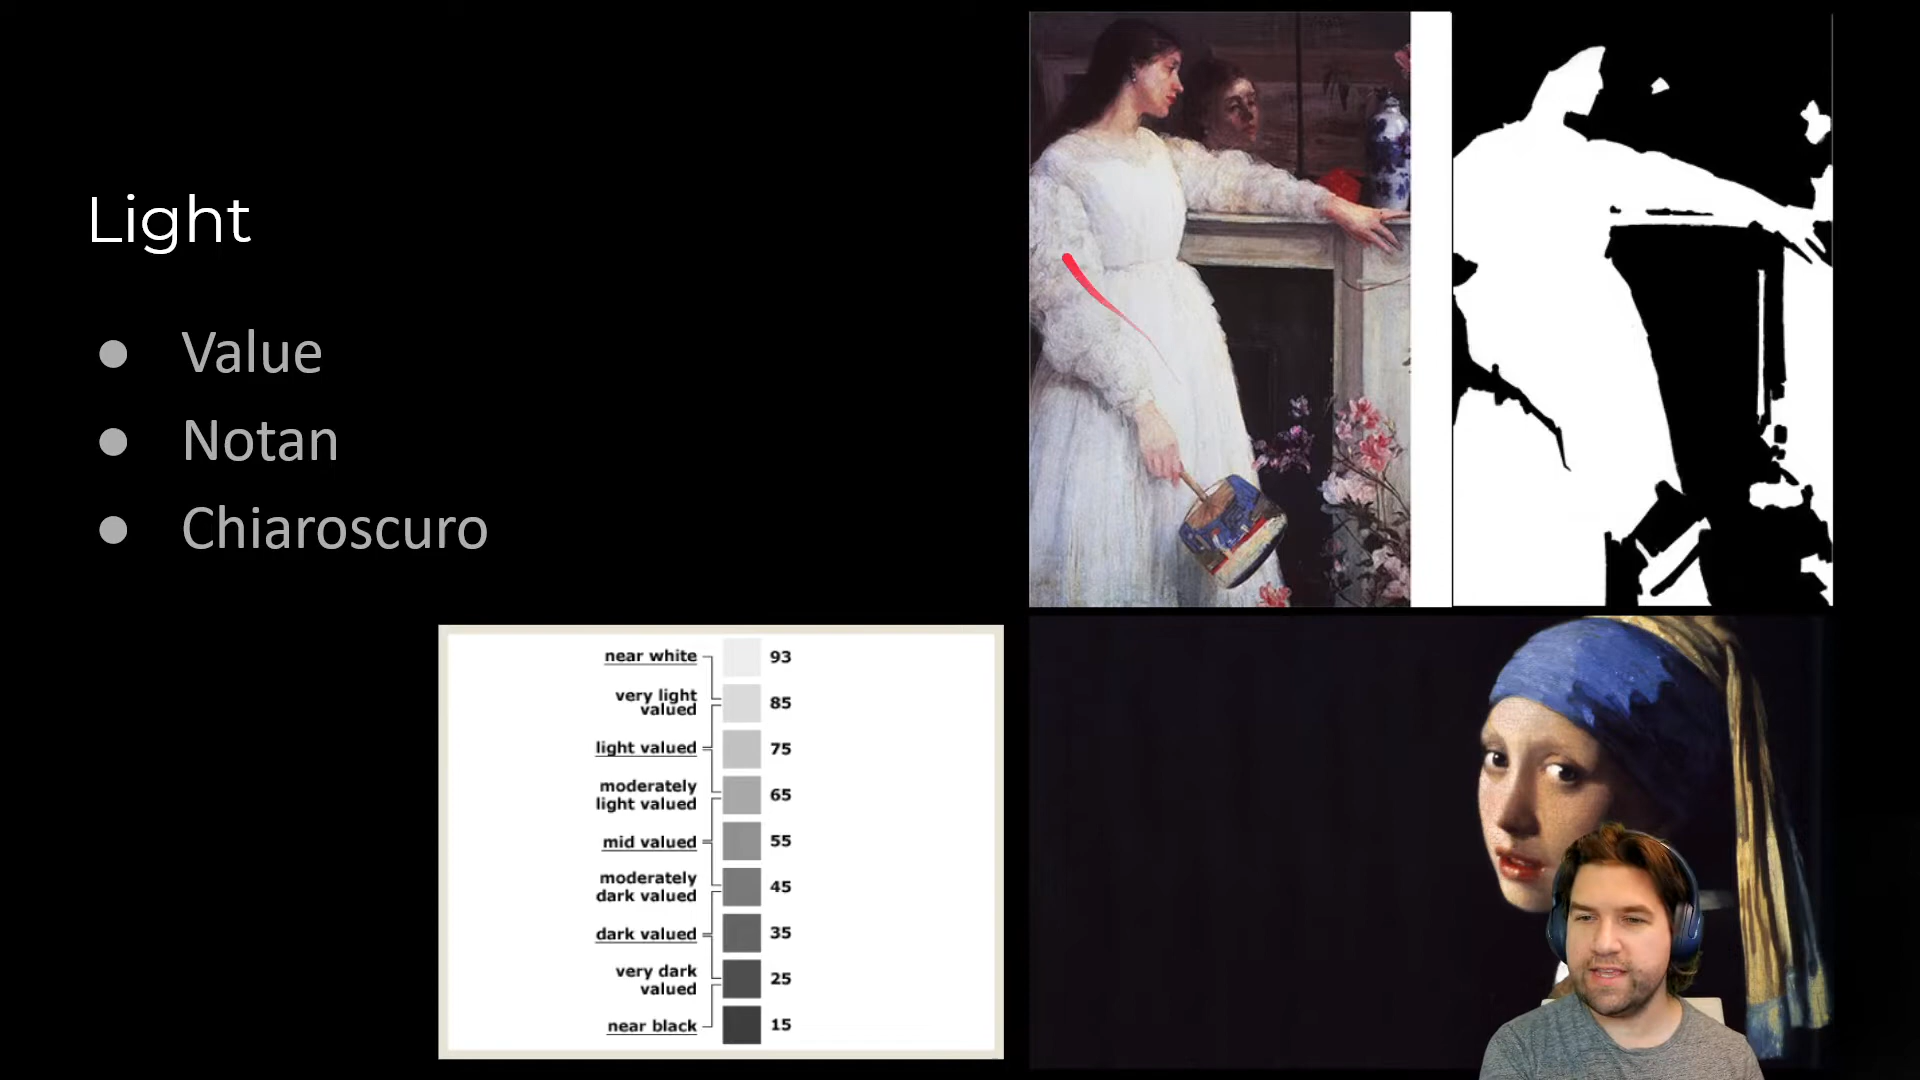 Light
● Value
● Notan
● Chiaroscuro
near white 93
very light
valued 85
light valued 75
moderately
light valued 65
mid valued 55
moderately
dark valued 45
dark valued 35
very dark
valued 25
near black 15